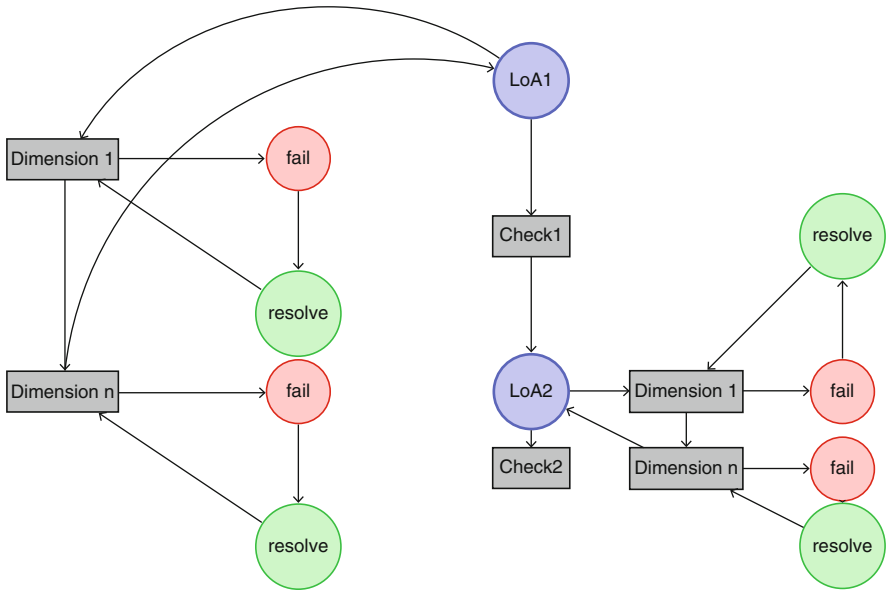 LoA1
Dimension 1
fail
Check1
resolve
resolve
Dimension n
fail
LoA2
Dimension 1
fail
Check2
Dimension n
fail
resolve
resolve